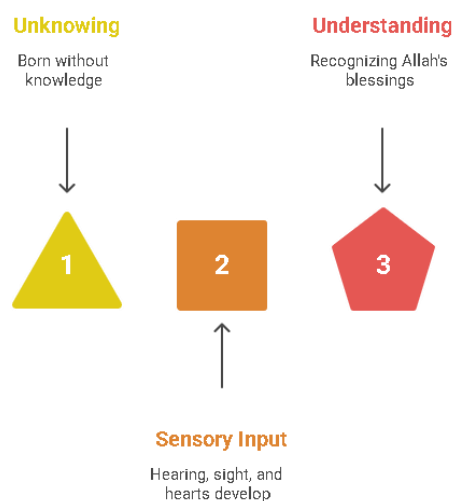 Unknowing
Born without
knowledge
1
2
Sensory Input
Hearing, sight, and
hearts develop
Understanding
Recognizing Allah's
blessings
3